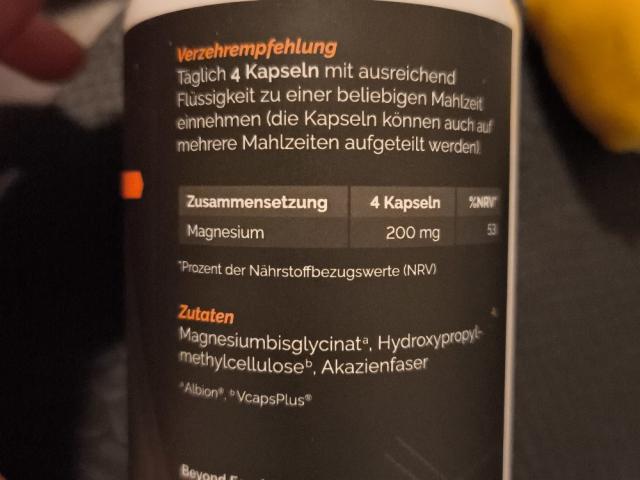 Verzehrempfehlung
Täglich 4 Kapseln mit ausreichend
Flüssigkeit zu einer beliebigen Mahlzeit
einnehmen (die Kapseln können auch auf
mehrere Mahlzeiten aufgeteilt werden).
Zusammensetzung 4 Kapseln %NRV*
Magnesium 200 mg 53
*Prozent der Nährstoffbezugswerte (NRV)
Zutaten
Magnesiumbisglycinatᵃ, Hydroxypropyl-
methylcelluloseᵇ, Akazienfaser
ᵃAlbion®, ᵇVcapsPlus®
Beyond